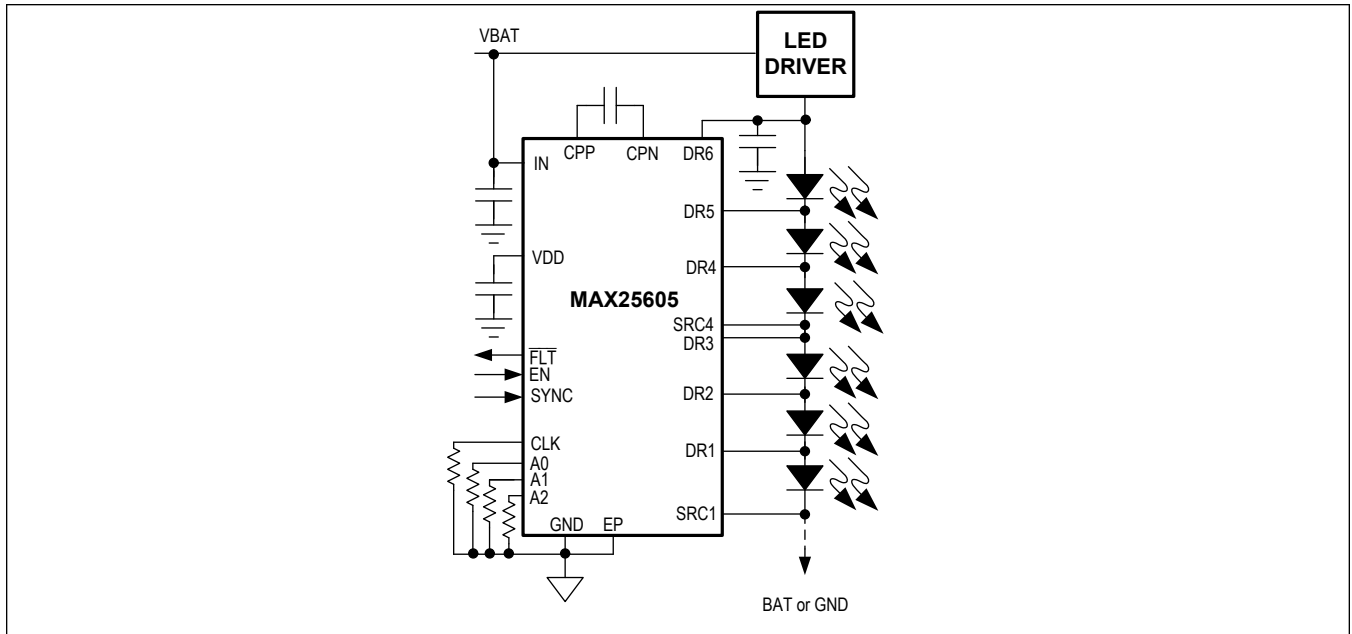 VBAT
LED
DRIVER
CPP
CPN
DR6
IN
DR5
VDD
DR4
MAX25605
SRC4
DR3
FLT
EN
SYNC
DR2
CLK
A0
A1
A2
DR1
SRC1
GND
EP
BAT or GND